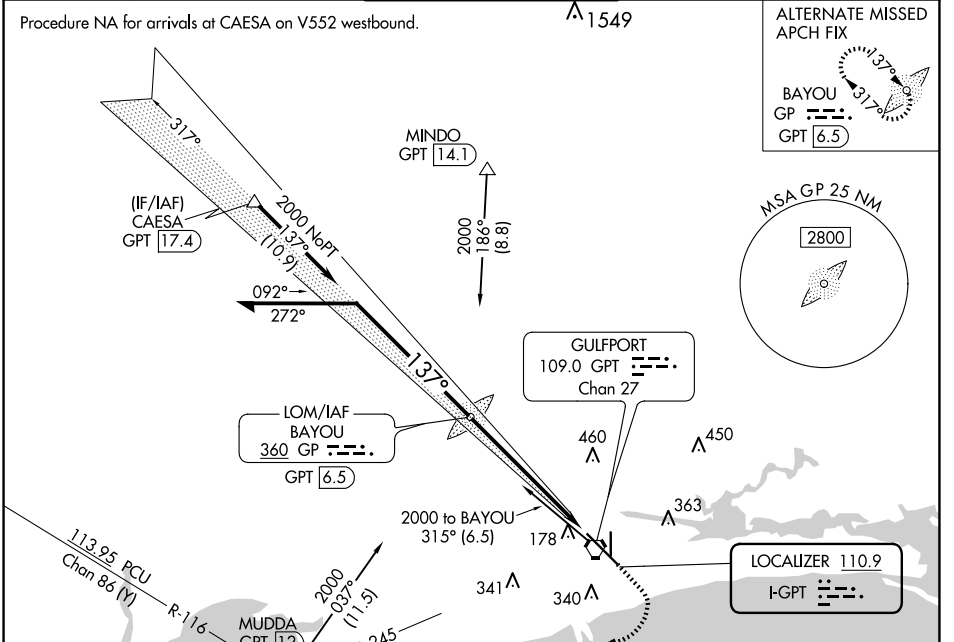 Procedure NA for arrivals at CAESA on V552 westbound.
1549
ALTERNATE MISSED
APCH FIX
137°
317°
BAYOU
GP
GPT 6.5
MINDO
GPT 14.1
317°
(IF/IAF)
CAESA
GPT 17.4
2000 NoPT
137°
(10.9)
2000
186°
(8.8)
MSA GP 25 NM
2800
092°
272°
137°
GULFPORT
109.0 GPT
Chan 27
LOM/IAF
BAYOU
360 GP
GPT 6.5
460
450
363
2000 to BAYOU
315° (6.5)
178
113.95 PCU
Chan 86 (Y)
R-116
LOCALIZER 110.9
I-GPT
341
340
2000
037°
(11.5)
MUDDA
GPT 12
245